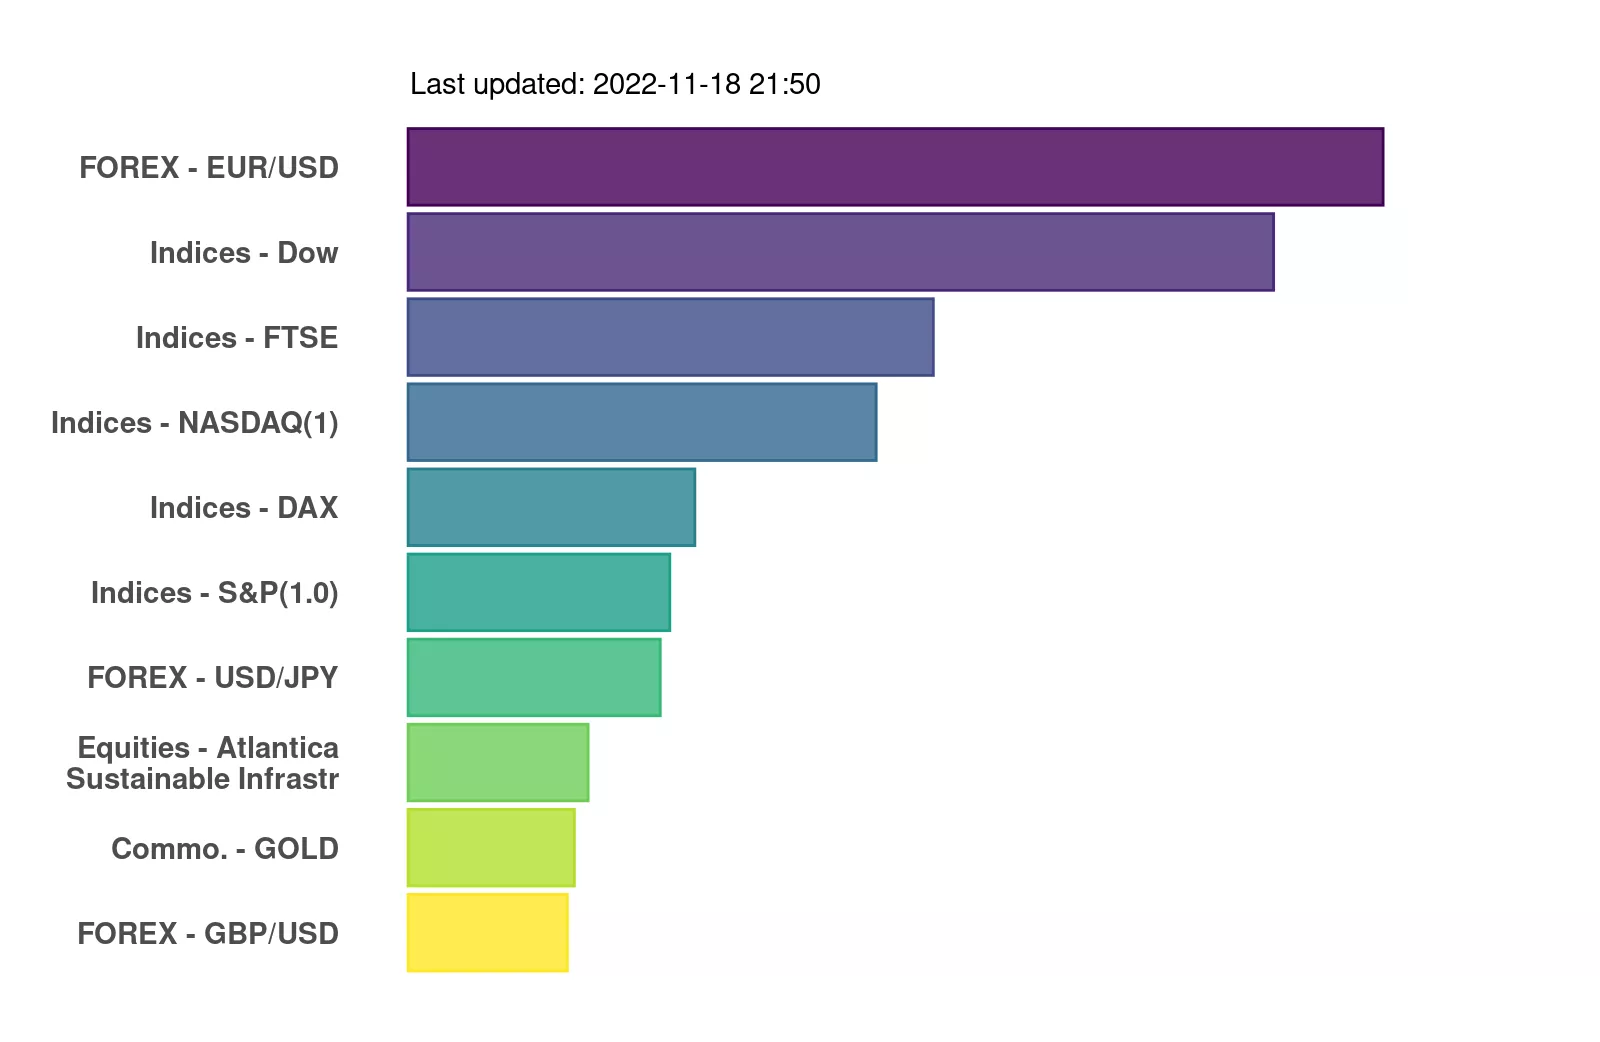 Last updated: 2022-11-18 21:50
FOREX - EUR/USD
Indices - Dow
Indices - FTSE
Indices - NASDAQ(1)
Indices - DAX
Indices - S&P(1.0)
FOREX - USD/JPY
Equities - Atlantica
Sustainable Infrastr
Commo. - GOLD
FOREX - GBP/USD